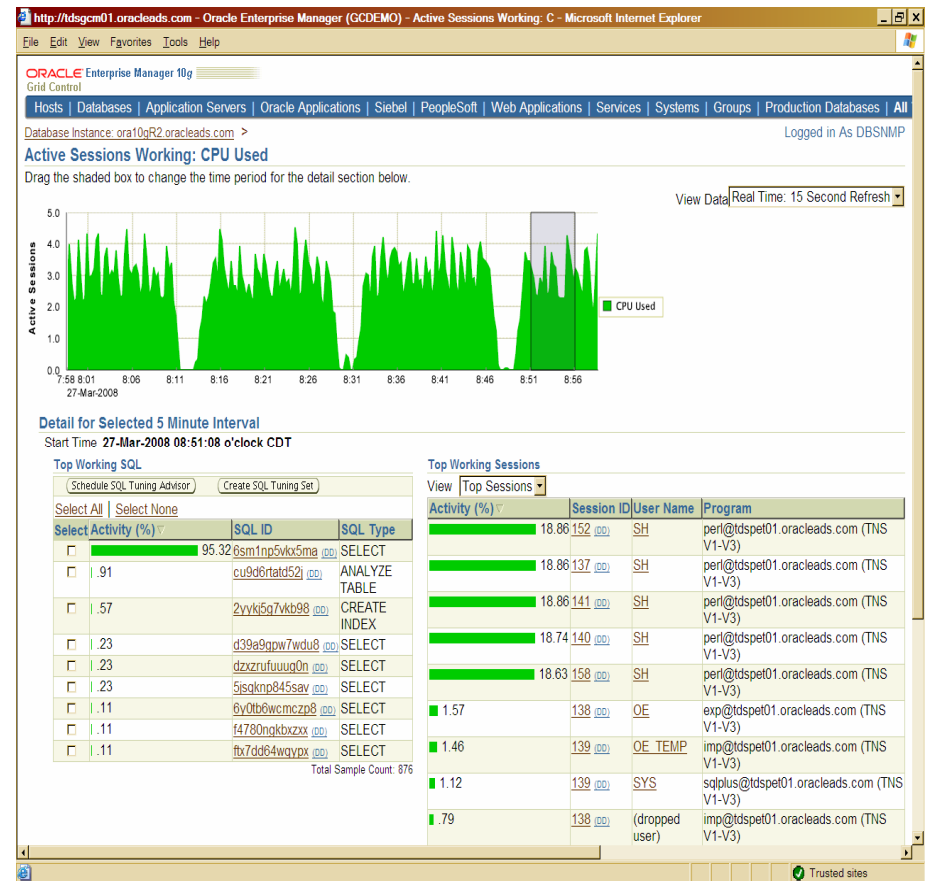 http://tdsgcm01.oracleads.com - Oracle Enterprise Manager (GCDEMO) - Active Sessions Working: C - Microsoft Internet Explorer
File Edit View Favorites Tools Help
ORACLE Enterprise Manager 10g
Grid Control
Hosts | Databases | Application Servers | Oracle Applications | Siebel | PeopleSoft | Web Applications | Services | Systems | Groups | Production Databases | All
Database Instance: ora10gR2.oracleads.com >
Logged in As DBSNMP
Active Sessions Working: CPU Used
Drag the shaded box to change the time period for the detail section below.
View Data Real Time: 15 Second Refresh
Active Sessions
5.0
4.0
3.0
2.0
1.0
0.0
CPU Used
7:58 8:01 8:06 8:11 8:16 8:21 8:26 8:31 8:36 8:41 8:46 8:51 8:56
27-Mar-2008
Detail for Selected 5 Minute Interval
Start Time 27-Mar-2008 08:51:08 o'clock CDT
Top Working SQL
Schedule SQL Tuning Advisor Create SQL Tuning Set
Select All | Select None
Select Activity (%) SQL ID SQL Type
95.32 6sm1np5vkx5ma (DD) SELECT
.91 cu9d6rtatd52j (DD) ANALYZE TABLE
.57 2yykj5g7vkb98 (DD) CREATE INDEX
.23 d39a9gpw7wdu8 (DD) SELECT
.23 dzxzrufuuug0n (DD) SELECT
.23 5jsqknp845sav (DD) SELECT
.11 6y0tb6wcmczp8 (DD) SELECT
.11 f4780ngkbxzxx (DD) SELECT
.11 ftx7dd64wqypx (DD) SELECT
Total Sample Count: 876
Top Working Sessions
View Top Sessions
Activity (%) Session ID User Name Program
18.86 152 (DD) SH perl@tdspet01.oracleads.com (TNS V1-V3)
18.86 137 (DD) SH perl@tdspet01.oracleads.com (TNS V1-V3)
18.86 141 (DD) SH perl@tdspet01.oracleads.com (TNS V1-V3)
18.74 140 (DD) SH perl@tdspet01.oracleads.com (TNS V1-V3)
18.63 158 (DD) SH perl@tdspet01.oracleads.com (TNS V1-V3)
1.57 138 (DD) OE exp@tdspet01.oracleads.com (TNS V1-V3)
1.46 139 (DD) OE_TEMP imp@tdspet01.oracleads.com (TNS V1-V3)
1.12 139 (DD) SYS sqlplus@tdspet01.oracleads.com (TNS V1-V3)
.79 138 (DD) (dropped user) imp@tdspet01.oracleads.com (TNS V1-V3)
Trusted sites